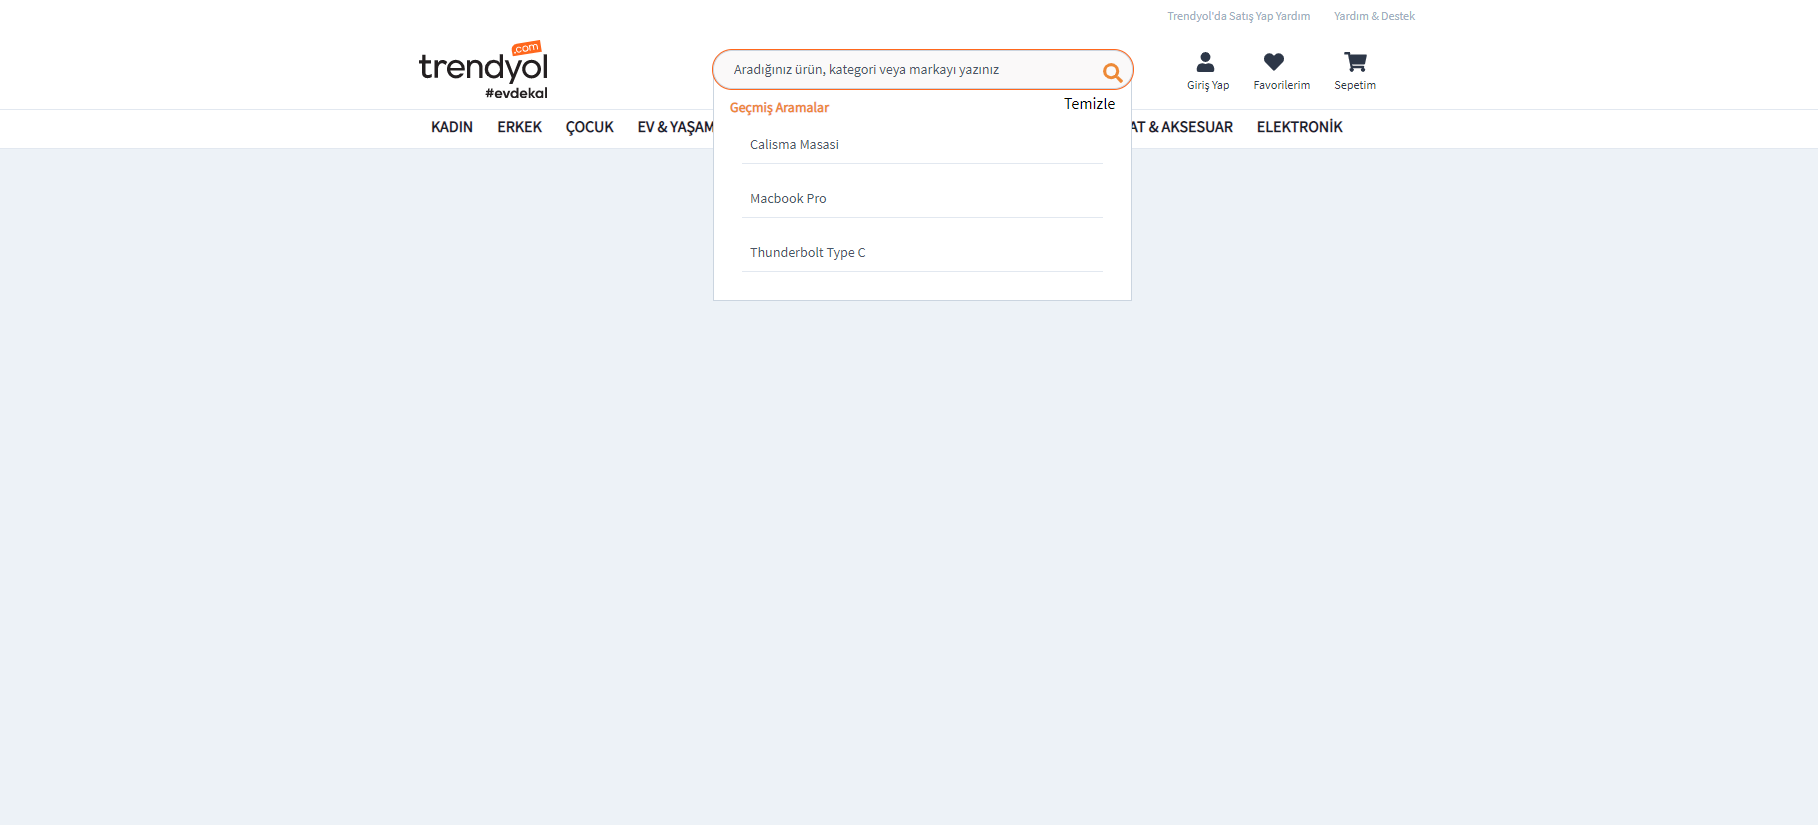 Trendyol'da Satış Yap Yardım
Yardım & Destek
trendyol
.com
#evdekal
Aradığınız ürün, kategori veya markayı yazınız
Giriş Yap
Favorilerim
Sepetim
Geçmiş Aramalar
Temizle
KADIN
ERKEK
ÇOCUK
EV & YAŞAM
AT & AKSESUAR
ELEKTRONİK
Calisma Masasi
Macbook Pro
Thunderbolt Type C